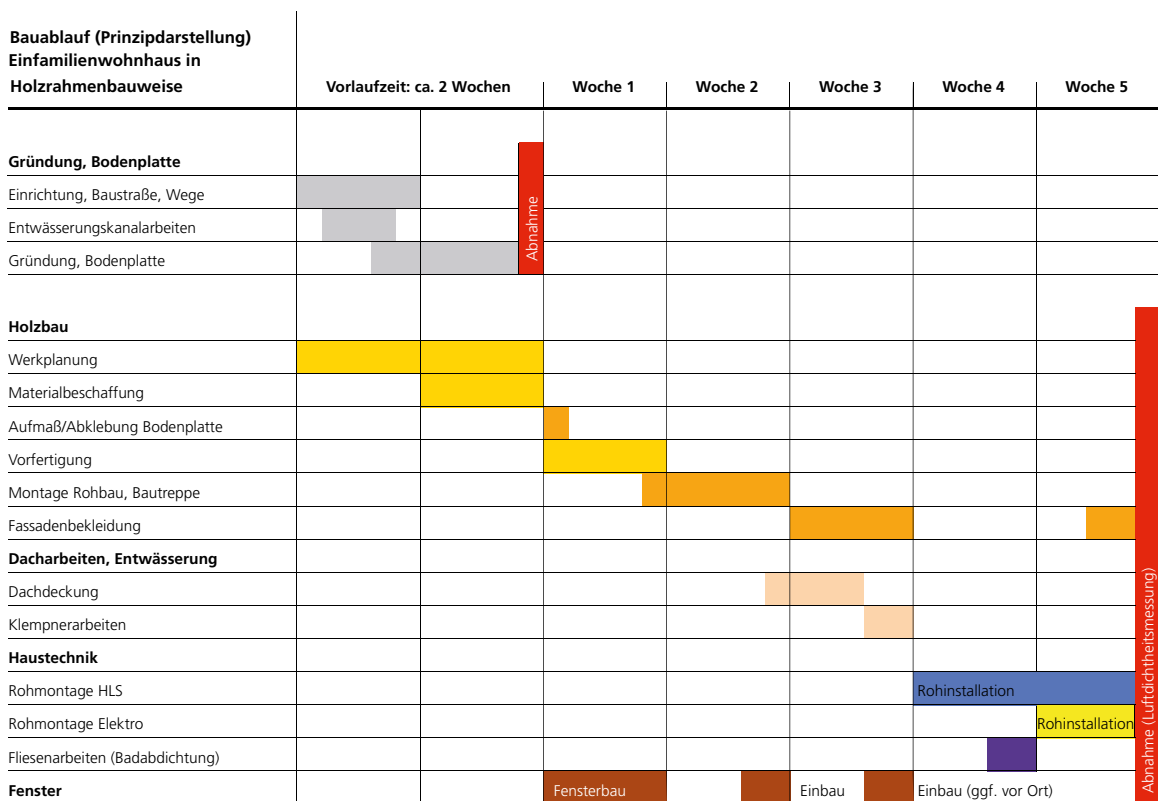 Bauablauf (Prinzipdarstellung)
Einfamilienwohnhaus in
Holzrahmenbauweise
Vorlaufzeit: ca. 2 Wochen
Woche 1
Woche 2
Woche 3
Woche 4
Woche 5
Gründung, Bodenplatte
Einrichtung, Baustraße, Wege
Entwässerungskanalarbeiten
Gründung, Bodenplatte
Abnahme
Holzbau
Werkplanung
Materialbeschaffung
Aufmaß/Abklebung Bodenplatte
Vorfertigung
Montage Rohbau, Bautreppe
Fassadenbekleidung
Dacharbeiten, Entwässerung
Dachdeckung
Klempnerarbeiten
Haustechnik
Rohmontage HLS
Rohinstallation
Rohmontage Elektro
Rohinstallation
Fliesenarbeiten (Badabdichtung)
Fenster
Fensterbau
Einbau
Einbau (ggf. vor Ort)
Abnahme (Luftdichtheitsmessung)